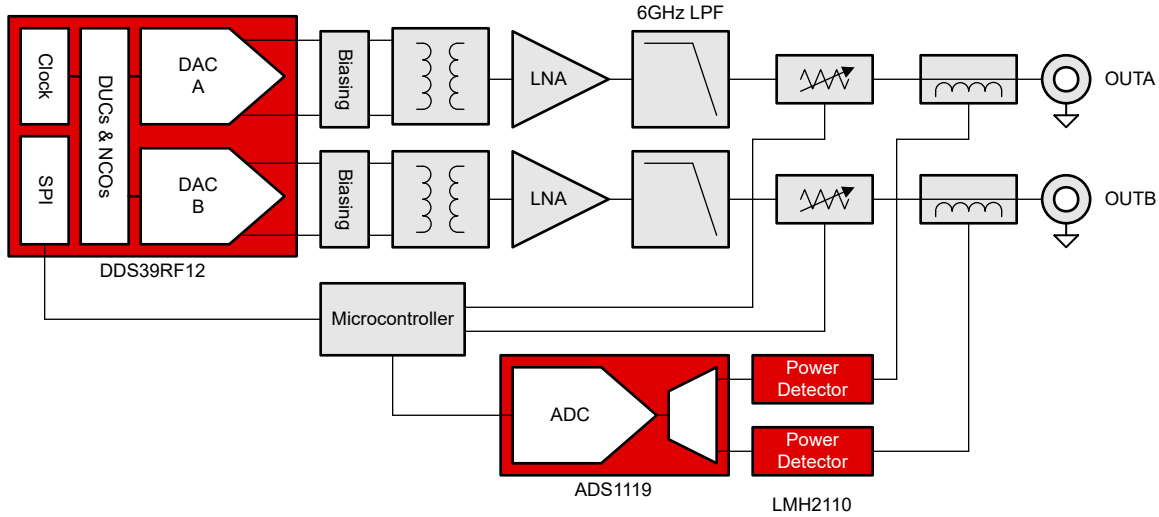 6GHz LPF
Clock
SPI
DUCs & NCOs
DAC
A
DAC
B
DDS39RF12
Biasing
LNA
OUTA
Biasing
LNA
OUTB
Microcontroller
ADC
ADS1119
Power
Detector
Power
Detector
LMH2110